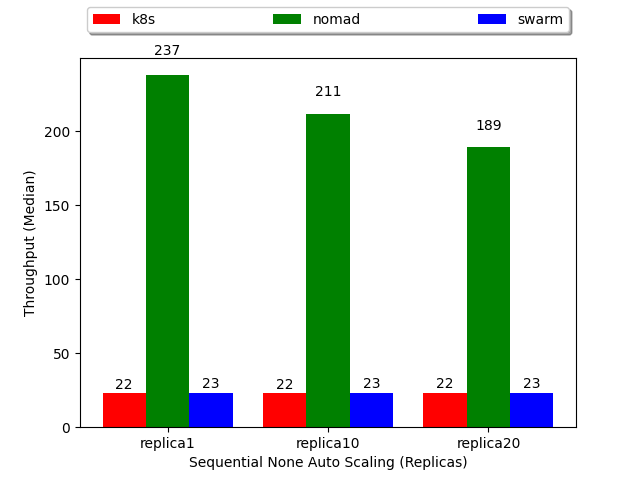 k8s nomad swarm
237
211
189
22 23 22 23 22 23
200
150
100
50
0
Throughput (Median)
replica1 replica10 replica20
Sequential None Auto Scaling (Replicas)